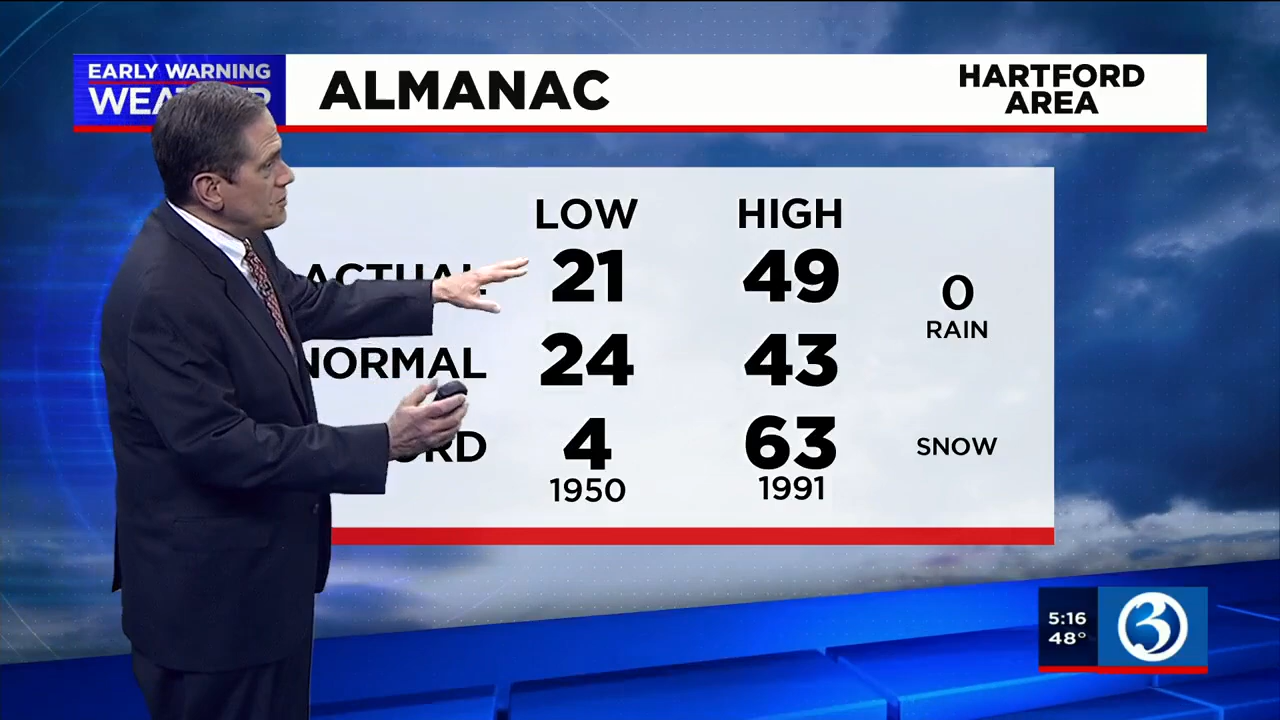 EARLY WARNING
ALMANAC
HARTFORD
AREA
LOW HIGH
ACTUAL 21 49
0
RAIN
NORMAL 24 43
4 63
SNOW
1950 1991
5:16
48°
3